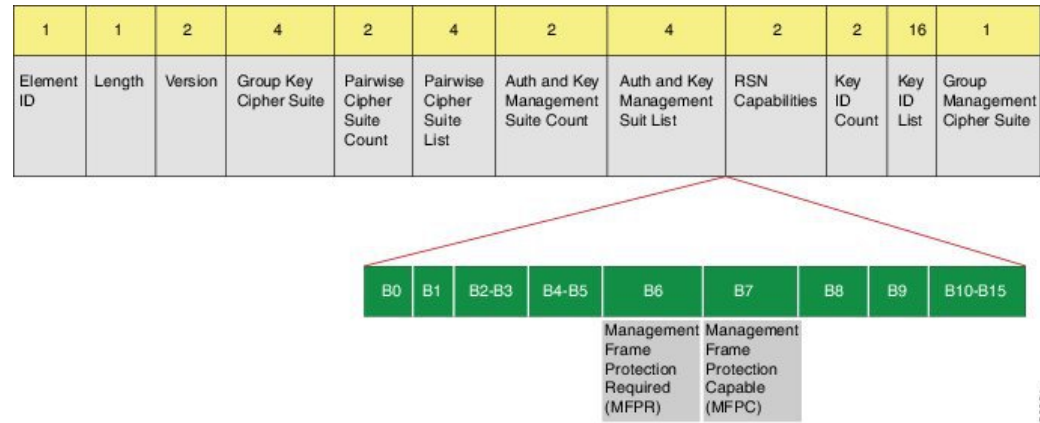 1 1 2 4 2 4 2 4 2 2 16 1
Element ID
Length
Version
Group Key Cipher Suite
Pairwise Cipher Suite Count
Pairwise Cipher Suite List
Auth and Key Management Suite Count
Auth and Key Management Suit List
RSN Capabilities
Key ID Count
Key ID List
Group Management Cipher Suite
B0 B1 B2-B3 B4-B5 B6 B7 B8 B9 B10-B15
Management Frame Protection Required (MFPR)
Management Frame Protection Capable (MFPC)